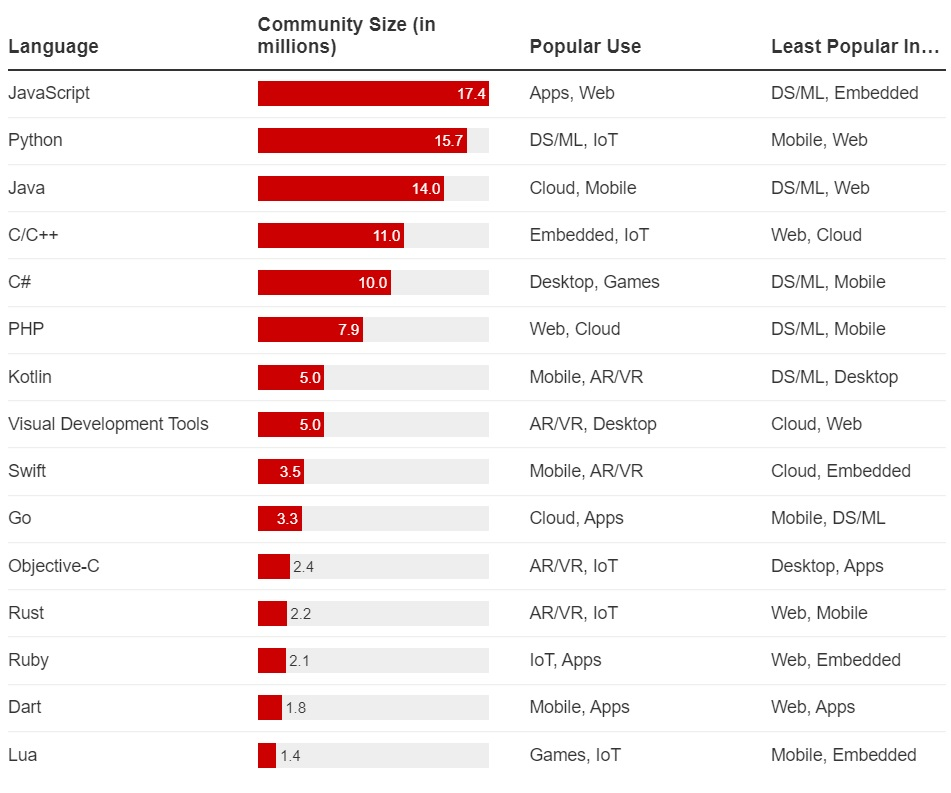 Language Community Size (in millions) Popular Use Least Popular In…
JavaScript 17.4 Apps, Web DS/ML, Embedded
Python 15.7 DS/ML, IoT Mobile, Web
Java 14.0 Cloud, Mobile DS/ML, Web
C/C++ 11.0 Embedded, IoT Web, Cloud
C# 10.0 Desktop, Games DS/ML, Mobile
PHP 7.9 Web, Cloud DS/ML, Mobile
Kotlin 5.0 Mobile, AR/VR DS/ML, Desktop
Visual Development Tools 5.0 AR/VR, Desktop Cloud, Web
Swift 3.5 Mobile, AR/VR Cloud, Embedded
Go 3.3 Cloud, Apps Mobile, DS/ML
Objective-C 2.4 AR/VR, IoT Desktop, Apps
Rust 2.2 AR/VR, IoT Web, Mobile
Ruby 2.1 IoT, Apps Web, Embedded
Dart 1.8 Mobile, Apps Web, Apps
Lua 1.4 Games, IoT Mobile, Embedded